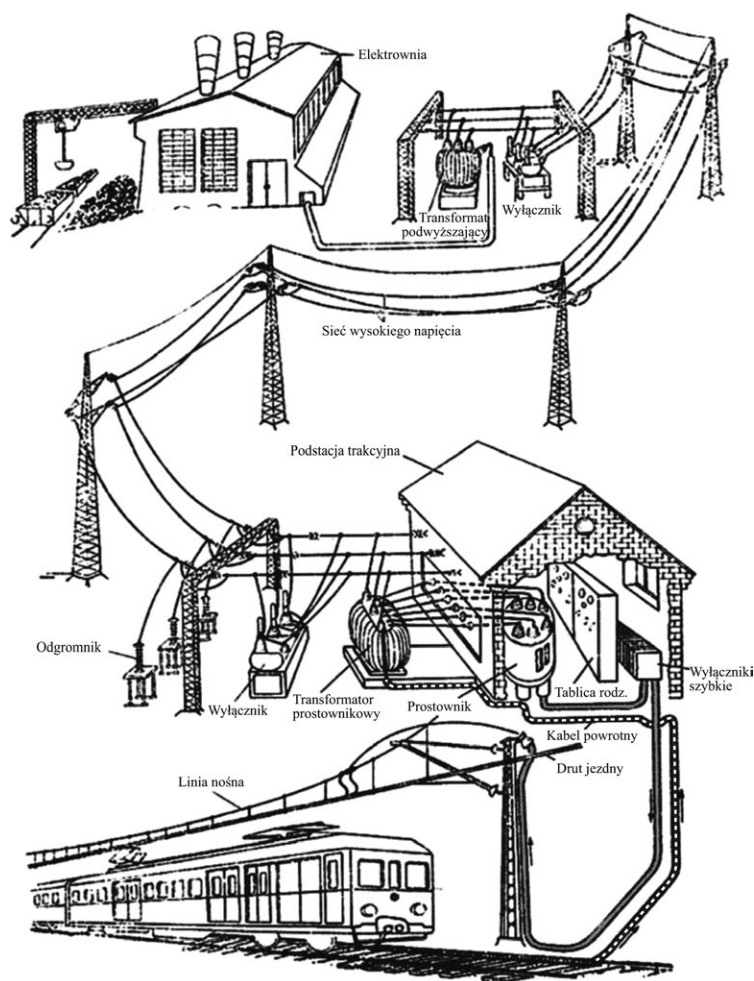 Elektrownia
Transformat
podwyższający
Wyłącznik
Sieć wysokiego napięcia
Podstacja trakcyjna
Odgromnik
Wyłącznik
Transformator
prostownikowy
Prostownik
Tablica rodz.
Wyłączniki
szybkie
Kabel powrotny
Drut jezdny
Linia nośna